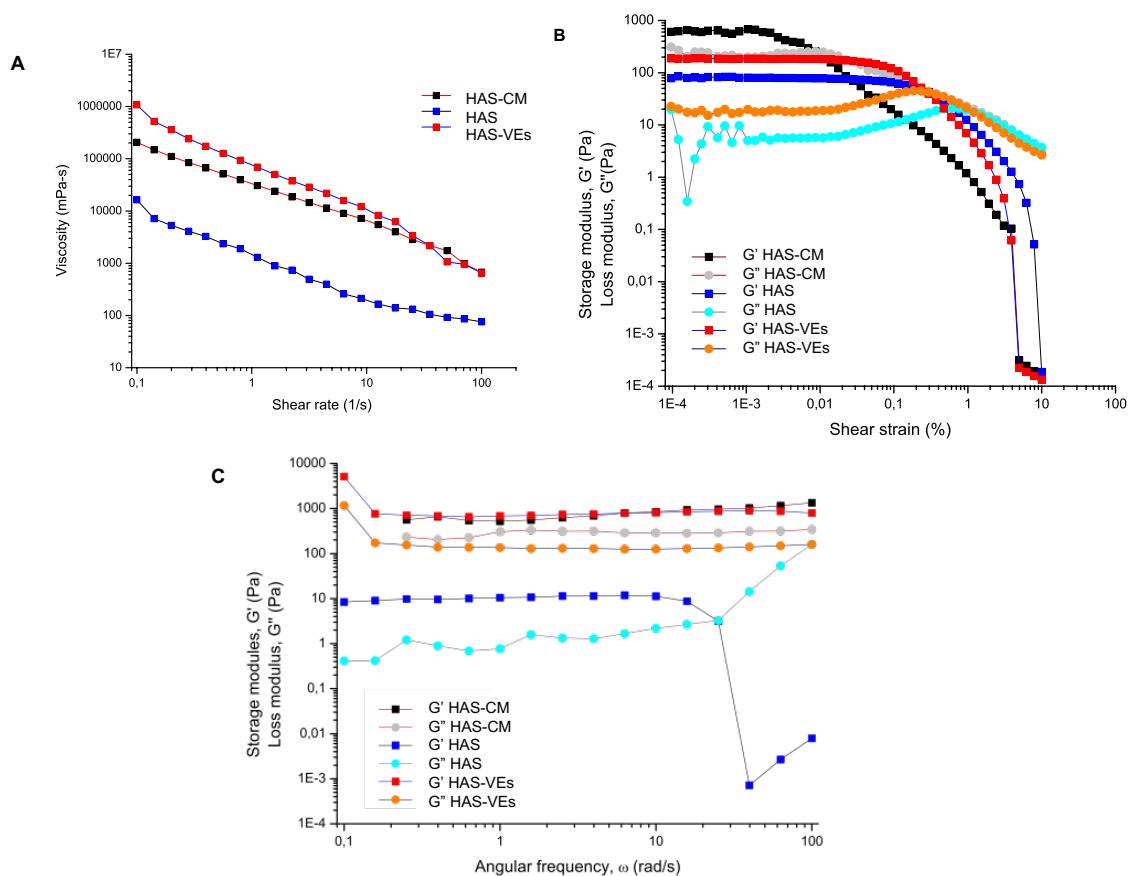 A
1E7
1000000
100000
10000
1000
100
10
Viscosity (mPa-s)
0,1
1
10
100
Shear rate (1/s)
HAS-CM
HAS
HAS-VEs
B
1000
100
10
1
0,1
0,01
1E-3
1E-4
Storage modulus, G' (Pa)
Loss modulus, G"(Pa)
G' HAS-CM
G" HAS-CM
G' HAS
G" HAS
G' HAS-VEs
G" HAS-VEs
1E-4
1E-3
0,01
0,1
1
10
100
Shear strain (%)
C
10000
1000
100
10
1
0,1
0,01
1E-3
1E-4
Storage modules, G' (Pa)
Loss modulus, G" (Pa)
G' HAS-CM
G" HAS-CM
G' HAS
G" HAS
G' HAS-VEs
G" HAS-VEs
0,1
1
10
100
Angular frequency, ω (rad/s)